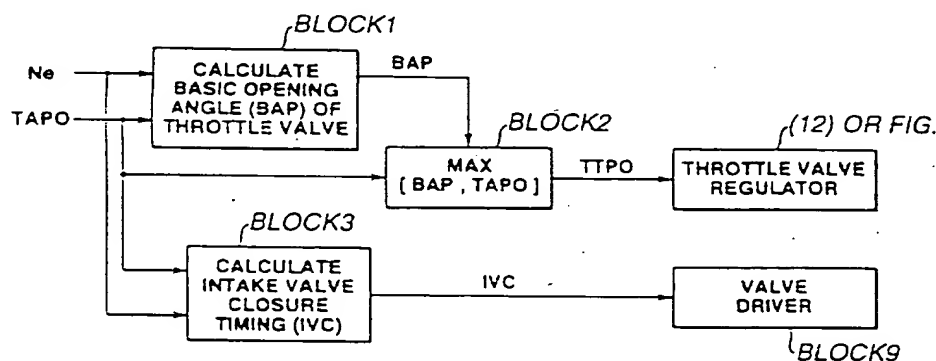 BLOCK1
Ne
TAPO
CALCULATE
BASIC OPENING
ANGLE (BAP) OF
THROTTLE VALVE
BAP
BLOCK2
MAX
[ BAP , TAPO ]
TTPO
(12) OR FIG.
THROTTLE VALVE
REGULATOR
BLOCK3
CALCULATE
INTAKE VALVE
CLOSURE
TIMING (IVC)
IVC
VALVE
DRIVER
BLOCK9